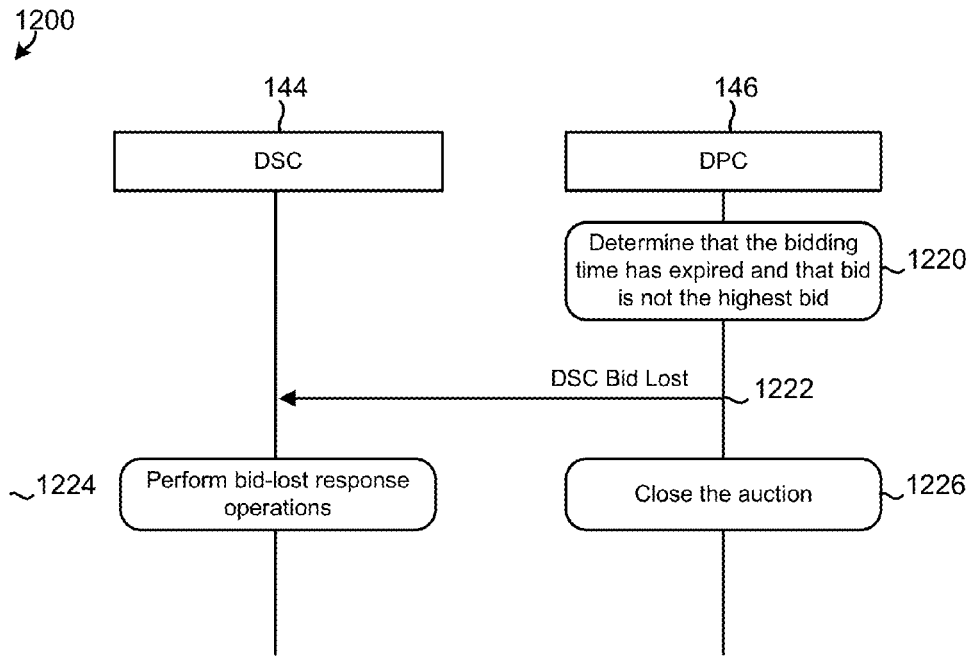 1200
144
146
DSC
DPC
Determine that the bidding
time has expired and that bid
is not the highest bid
1220
DSC Bid Lost
1222
1224
Perform bid-lost response
operations
Close the auction
1226